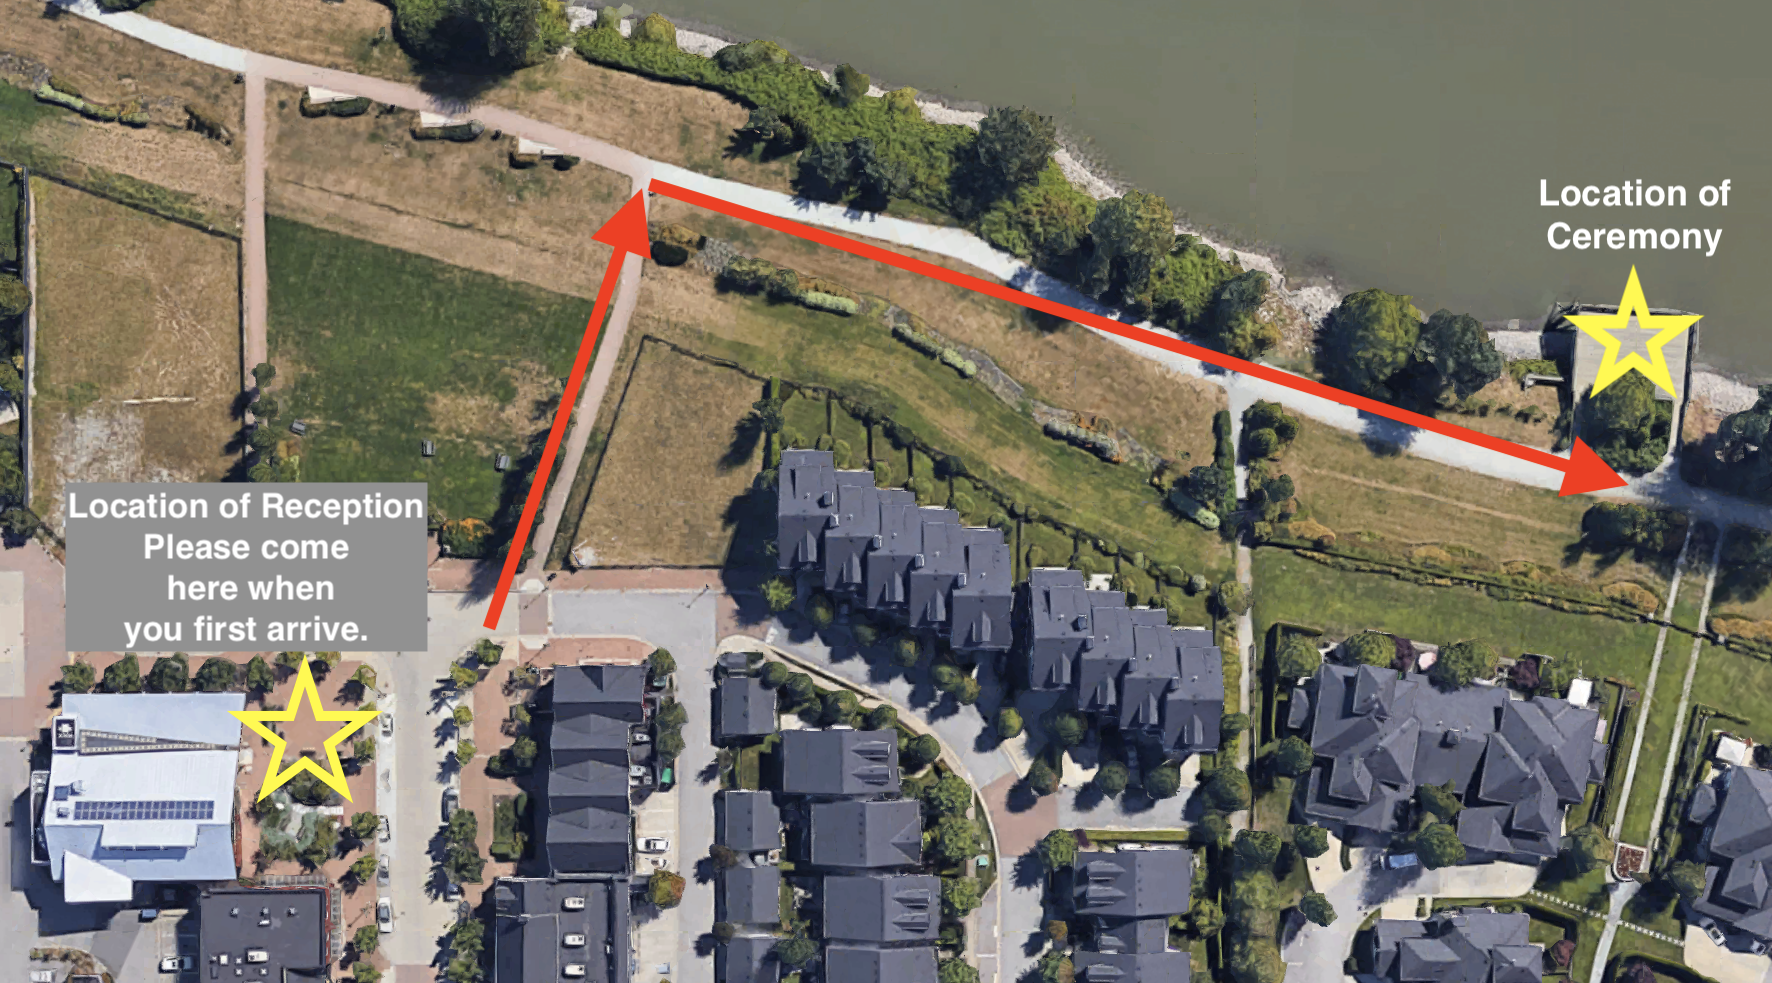 Location of
Ceremony
Location of Reception
Please come
here when
you first arrive.